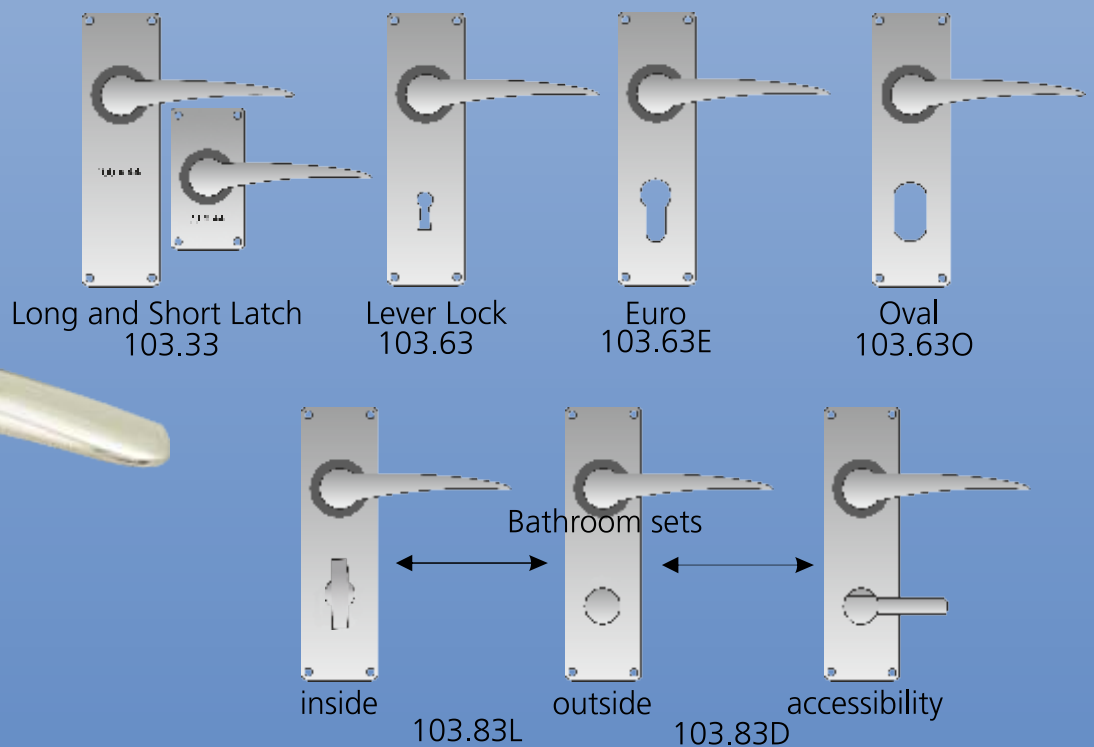 Long and Short Latch
103.33
Lever Lock
103.63
Euro
103.63E
Oval
103.63O
Bathroom sets
inside
outside
accessibility
103.83L
103.83D